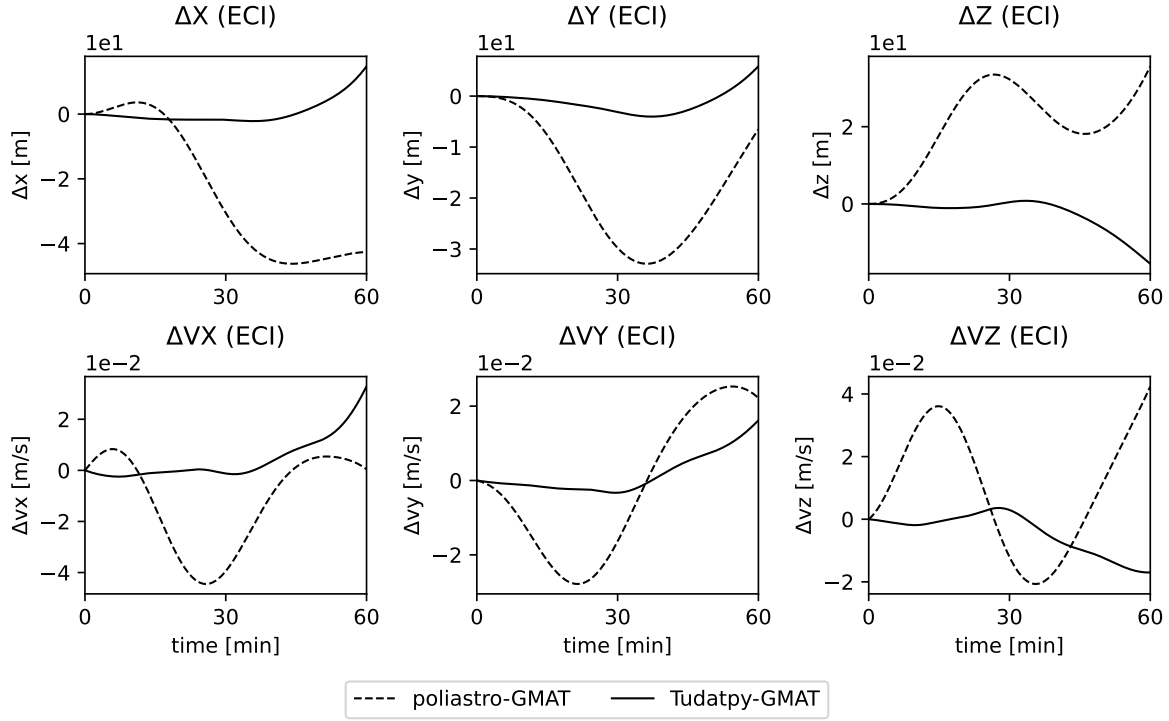 ΔX (ECI)
1e1
Δx [m]
0
−2
−4
0
30
60
ΔY (ECI)
1e1
Δy [m]
0
−1
−2
−3
0
30
60
ΔZ (ECI)
1e1
Δz [m]
2
0
0
30
60
ΔVX (ECI)
1e−2
Δvx [m/s]
2
0
−2
−4
0
30
60
time [min]
ΔVY (ECI)
1e−2
Δvy [m/s]
2
0
−2
0
30
60
time [min]
ΔVZ (ECI)
1e−2
Δvz [m/s]
4
2
0
−2
0
30
60
time [min]
poliastro-GMAT
Tudatpy-GMAT